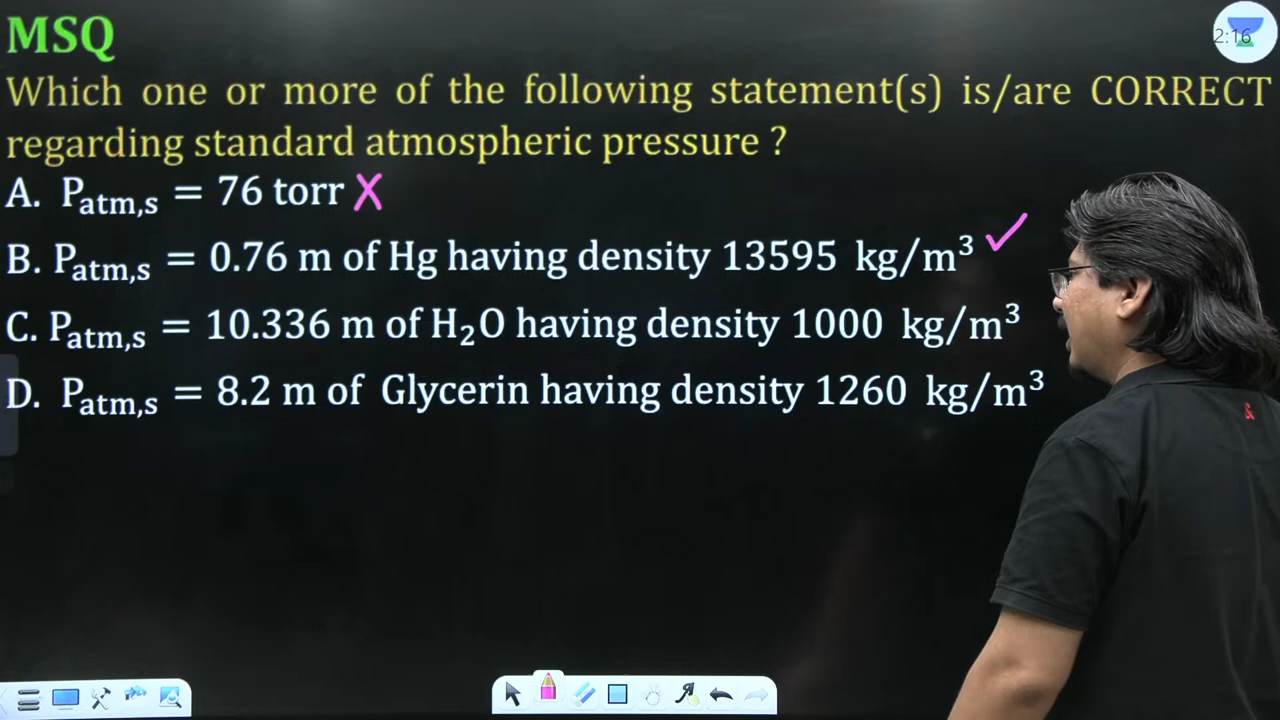 MSQ
2:16
Which one or more of the following statement(s) is/are CORRECT
regarding standard atmospheric pressure ?
A. Pₐₜₘ,ₛ = 76 torr X
B. Pₐₜₘ,ₛ = 0.76 m of Hg having density 13595 kg/m³ ✓
C. Pₐₜₘ,ₛ = 10.336 m of H₂O having density 1000 kg/m³
D. Pₐₜₘ,ₛ = 8.2 m of Glycerin having density 1260 kg/m³
&